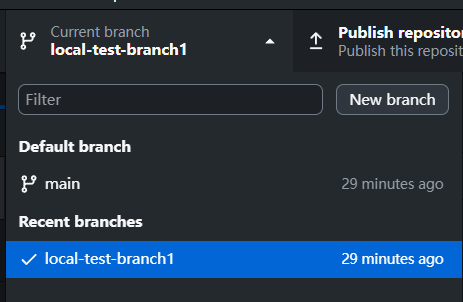 Current branch
local-test-branch1
Publish reposito
Publish this reposit
Filter
New branch
Default branch
main 29 minutes ago
Recent branches
local-test-branch1 29 minutes ago